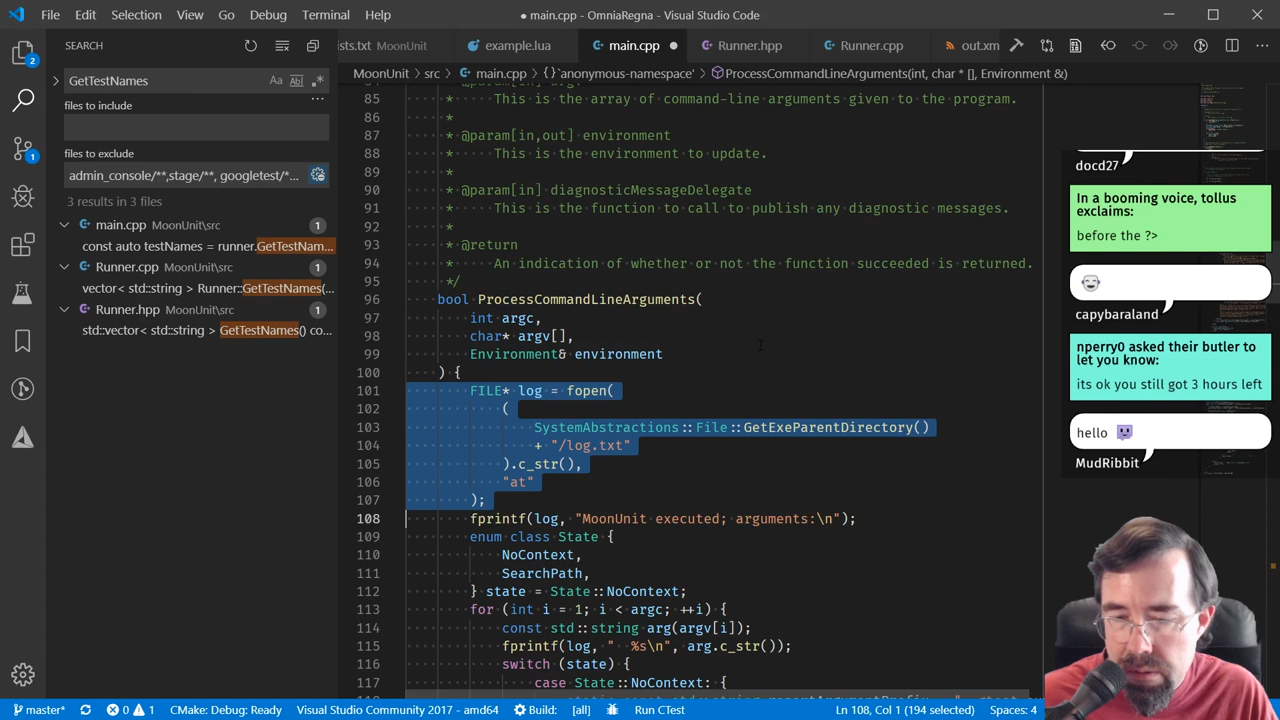 File Edit Selection View Go Debug Terminal Help
● main.cpp - OmniaRegna - Visual Studio Code
SEARCH
GetTestNames
Aa
files to include
files to exclude
admin_console/**,stage/**, googletest/*...
3 results in 3 files
main.cpp MoonUnit\src 1
const auto testNames = runner.GetTestNam...
Runner.cpp MoonUnit\src 1
vector< std::string > Runner::GetTestNames(...
Runner.hpp MoonUnit\src 1
std::vector< std::string > GetTestNames() co...
2
1
ists.txt MoonUnit example.lua main.cpp ● Runner.hpp Runner.cpp out.xm
MoonUnit > src > main.cpp > {} `anonymous-namespace' > ProcessCommandLineArguments(int, char * [], Environment &)
85 * This is the array of command-line arguments given to the program.
86 *
87 * @param[in,out] environment
88 * This is the environment to update.
89 *
90 * @param[in] diagnosticMessageDelegate
91 * This is the function to call to publish any diagnostic messages.
92 *
93 * @return
94 * An indication of whether or not the function succeeded is returned.
95 */
96 bool ProcessCommandLineArguments(
97 int argc,
98 char* argv[],
99 Environment& environment
100 ) {
101 FILE* log = fopen(
102 (
103 SystemAbstractions::File::GetExeParentDirectory()
104 + "/log.txt"
105 ).c_str(),
106 "at"
107 );
108 fprintf(log, "MoonUnit executed; arguments:\n");
109 enum class State {
110 NoContext,
111 SearchPath,
112 } state = State::NoContext;
113 for (int i = 1; i < argc; ++i) {
114 const std::string arg(argv[i]);
115 fprintf(log, " %s\n", arg.c_str());
116 switch (state) {
117 case State::NoContext: {
docd27
In a booming voice, tollus
exclaims:
before the ?>
capybaraland
nperry0 asked their butler to
let you know:
its ok you still got 3 hours left
hello
MudRibbit
master* 0 1 CMake: Debug: Ready Visual Studio Community 2017 - amd64 Build: [all] Run CTest Ln 108, Col 1 (194 selected) Spaces: 4